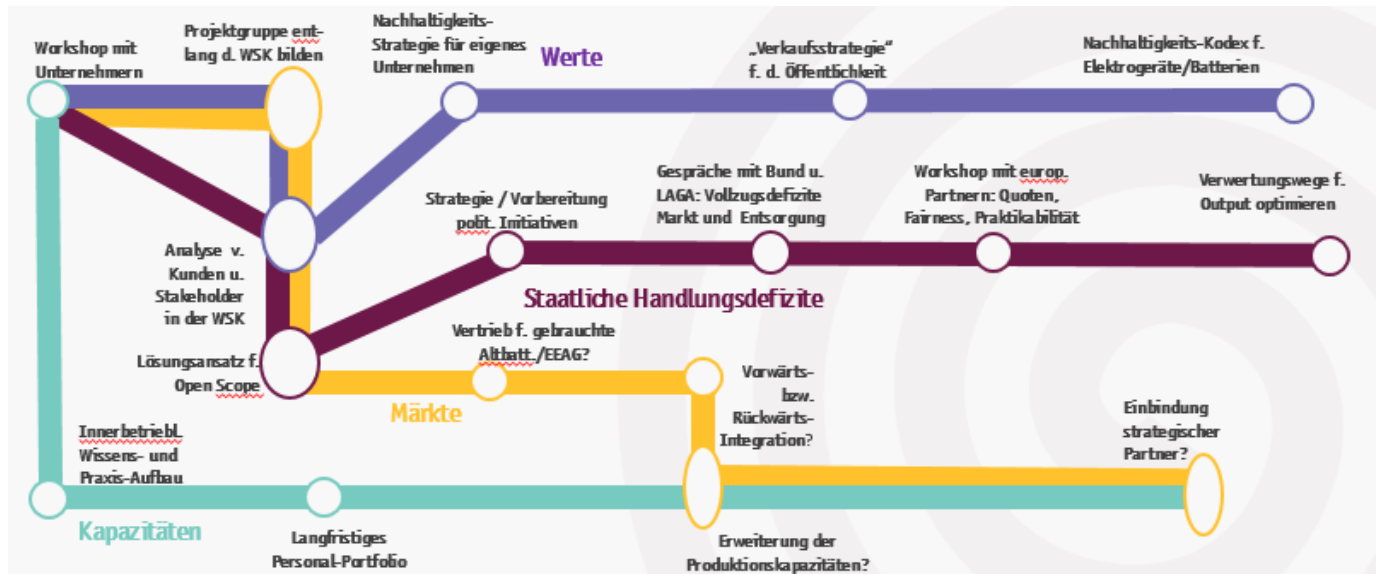 Workshop mit
Unternehmern
Projektgruppe ent-
lang d. WSK bilden
Nachhaltigkeits-
Strategie für eigenes
Unternehmen
Werte
„Verkaufsstrategie“
f. d. Öffentlichkeit
Nachhaltigkeits-Kodex f.
Elektrogeräte/Batterien
Strategie / Vorbereitung
polit. Initiativen
Gespräche mit Bund u.
LAGA: Vollzugsdefizite
Markt und Entsorgung
Workshop mit europ.
Partnern: Quoten,
Fairness, Praktikabilität
Verwertungswege f.
Output optimieren
Analyse v.
Kunden u.
Stakeholder
in der WSK
Staatliche Handlungsdefizite
Lösungsansatz f.
Open Scope
Vertrieb f. gebrauchte
Altbatt./EEAG?
Märkte
Vorwärts-
bzw.
Rückwärts-
Integration?
Einbindung
strategischer
Partner?
Innerbetriebl.
Wissens- und
Praxis-Aufbau
Kapazitäten
Langfristiges
Personal-Portfolio
Erweiterung der
Produktionskapazitäten?